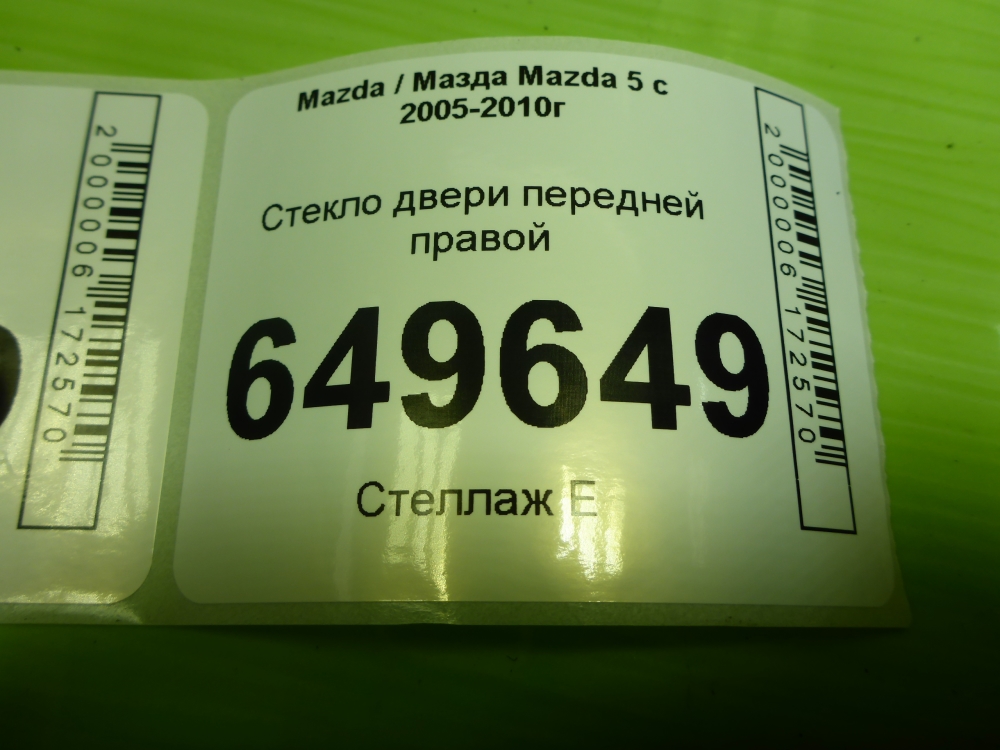 2000006172570
Mazda / Мазда Mazda 5 с
2005-2010г
Стекло двери передней
правой
649649
Стеллаж Е
2000006172570